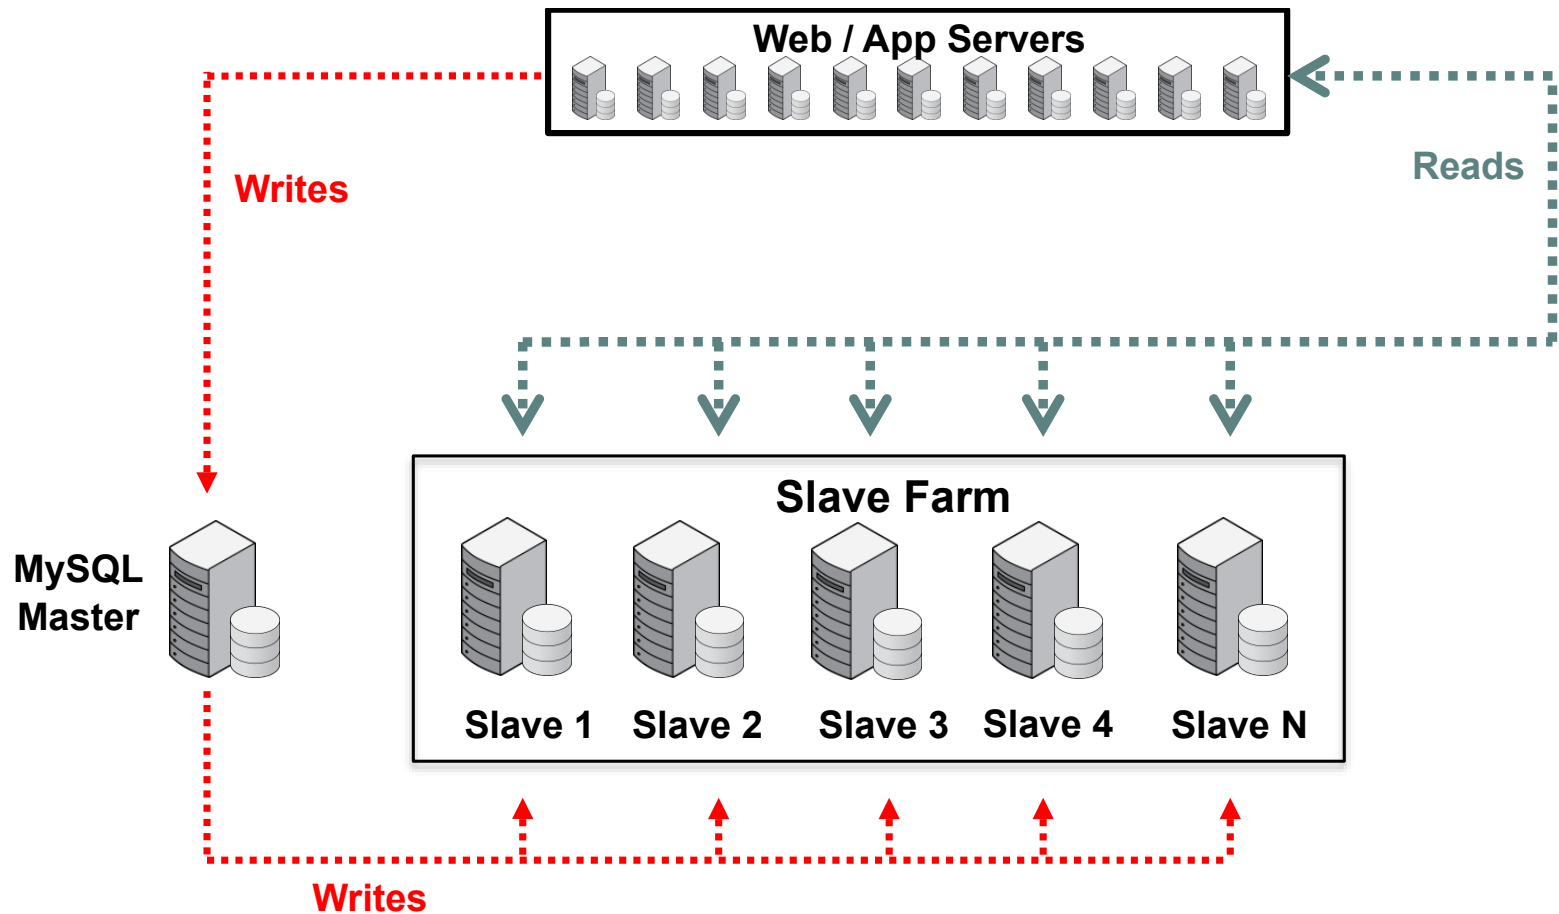 Web / App Servers
Writes
Reads
Slave Farm
MySQL
Master
Slave 1
Slave 2
Slave 3
Slave 4
Slave N
Writes